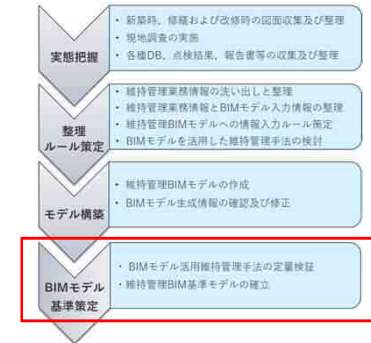 実態把握
・ 新築時、修繕および改修時の図面収集及び整理
・ 現地調査の実施
・ 各種DB、点検結果、報告書等の収集及び整理
整理
ルール策定
・ 維持管理業務情報の洗い出しと整理
・ 維持管理業務情報とBIMモデル入力情報の整理
・ 維持管理BIMモデルへの情報入力ルール策定
・ BIMモデルを活用した維持管理手法の検討
モデル構築
・ 維持管理BIMモデルの作成
・ BIMモデル生成情報の確認及び修正
BIMモデル
基準策定
・ BIMモデル活用維持管理手法の定量検証
・維持管理BIM基準モデルの確立